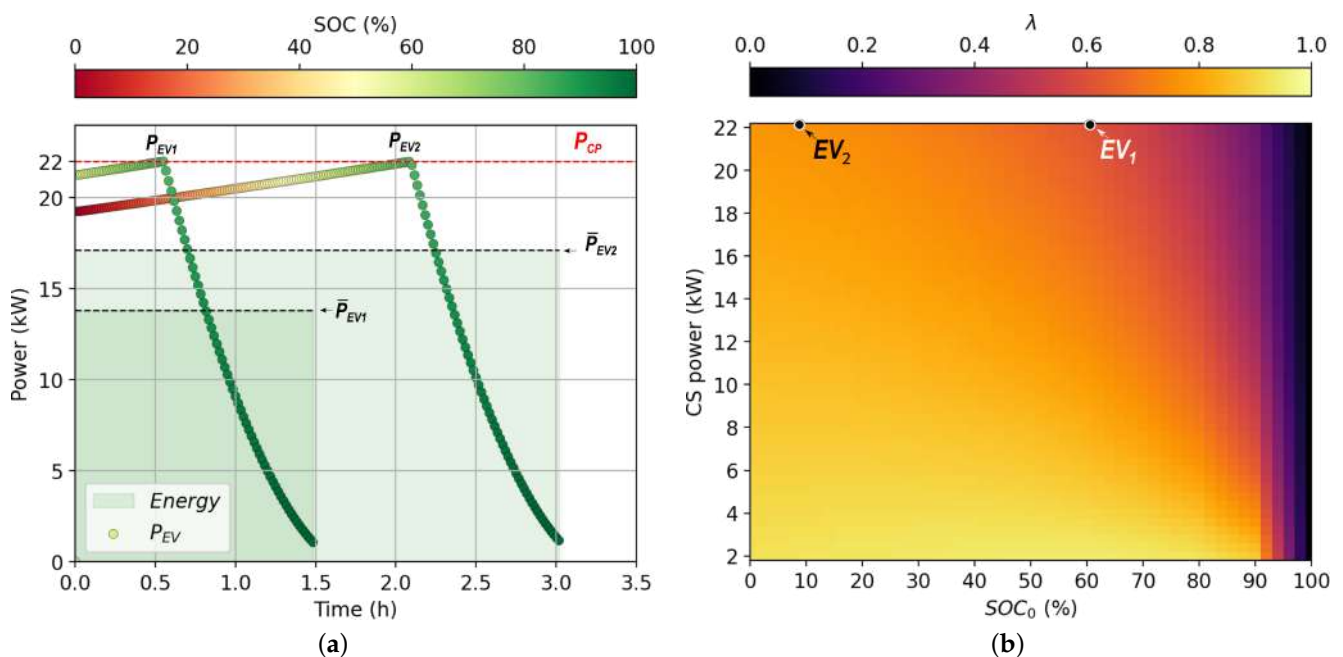 SOC (%)
0 20 40 60 80 100
P_EV1
P_EV2
P_CP
22
20
15
10
5
0
P̅_EV2
P̅_EV1
Energy
P_EV
Power (kW)
0.0 0.5 1.0 1.5 2.0 2.5 3.0 3.5
Time (h)
(a)
λ
0.0 0.2 0.4 0.6 0.8 1.0
22
20
18
16
14
12
10
8
6
4
2
EV₂
EV₁
CS power (kW)
0 10 20 30 40 50 60 70 80 90 100
SOC₀ (%)
(b)